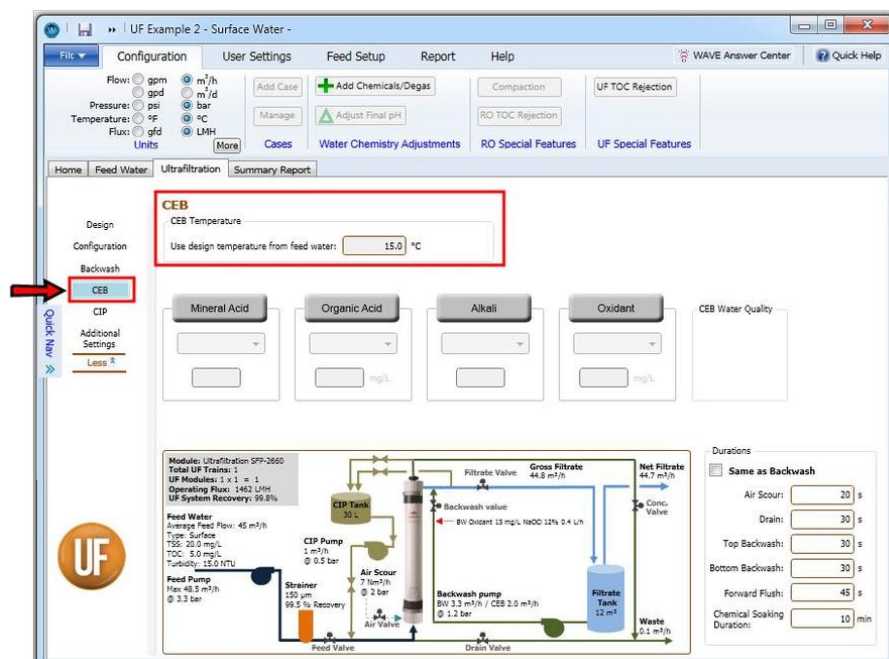 UF Example 2 - Surface Water -
File
Configuration
User Settings
Feed Setup
Report
Help
WAVE Answer Center
Quick Help
Flow: gpm m³/h
gpd m³/d
Pressure: psi bar
Temperature: °F °C
Flux: gfd LMH
Units
More
Add Case
Manage
Cases
Add Chemicals/Degas
Adjust Final pH
Water Chemistry Adjustments
Compaction
RO TOC Rejection
RO Special Features
UF TOC Rejection
UF Special Features
Home
Feed Water
Ultrafiltration
Summary Report
Design
Configuration
Backwash
CEB
CIP
Additional
Settings
Less
Quick Nav
CEB
CEB Temperature
Use design temperature from feed water: 15.0 °C
Mineral Acid
Organic Acid
mg/L
Alkali
Oxidant
mg/L
CEB Water Quality
UF
Module: Ultrafiltration SFP-2660
Total UF Trains: 1
UF Modules: 1 x 1 = 1
Operating Flux: 1462 LMH
UF System Recovery: 99.8%
Feed Water
Average Feed Flow: 45 m³/h
Type: Surface
TSS: 20.0 mg/L
TOC: 5.0 mg/L
Turbidity: 15.0 NTU
Feed Pump
Max 48.5 m³/h
@ 3.3 bar
Strainer
150 µm
99.5 % Recovery
CIP Tank
20 L
CIP Pump
1 m³/h
@ 0.5 bar
Air Scour
7 Nm³/h
@ 2 bar
Air Valve
Feed Valve
Filtrate Valve
Gross Filtrate
44.8 m³/h
Net Filtrate
44.7 m³/h
Backwash value
BW Oxidant 13 mg/L NaOCl 12% 0.4 L/h
Conc.
Valve
Backwash pump
BW 3.3 m³/h / CEB 2.0 m³/h
@ 1.2 bar
Filtrate
Tank
12 m³
Waste
0.1 m³/h
Drain Valve
Durations
Same as Backwash
Air Scour: 20 s
Drain: 30 s
Top Backwash: 30 s
Bottom Backwash: 30 s
Forward Flush: 45 s
Chemical Soaking
Duration: 10 min